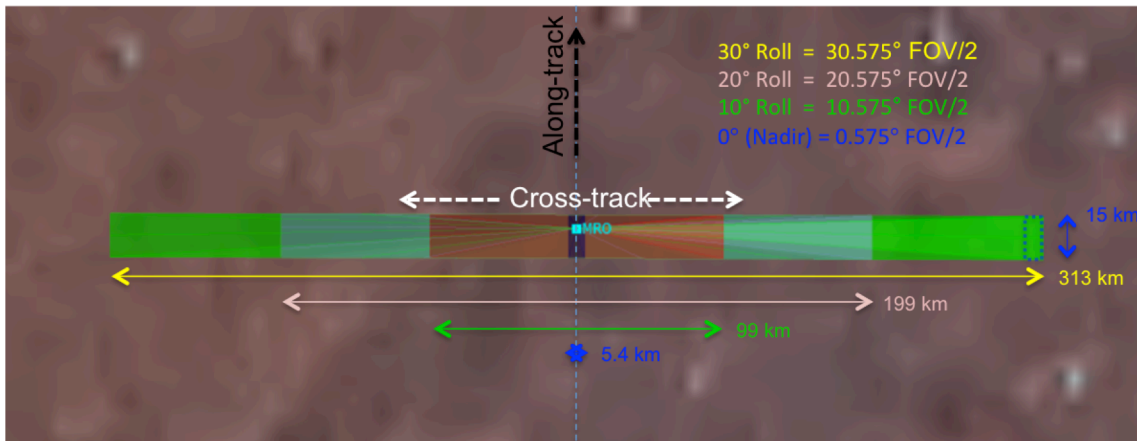 Along-track
30° Roll = 30.575° FOV/2
20° Roll = 20.575° FOV/2
10° Roll = 10.575° FOV/2
0° (Nadir) = 0.575° FOV/2
Cross-track
MRO
15 km
313 km
199 km
99 km
5.4 km